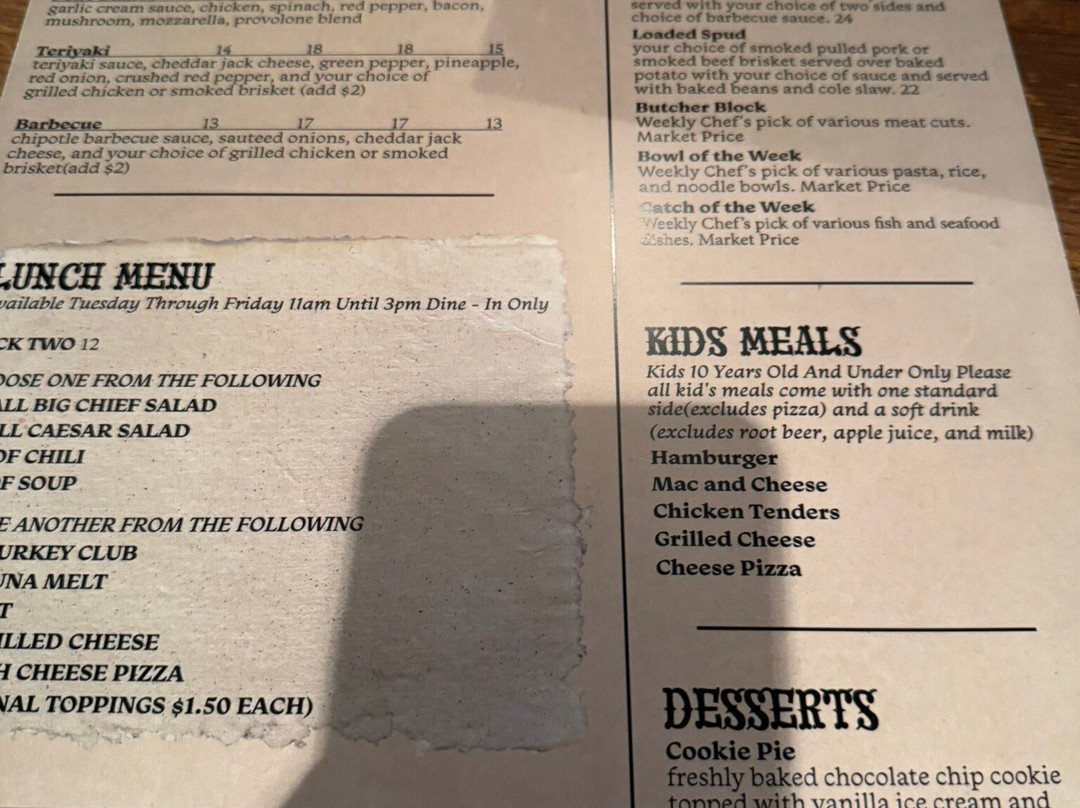 garlic cream sauce, chicken, spinach, red pepper, bacon,
mushroom, mozzarella, provolone blend
Teriyaki 14 18 18 15
teriyaki sauce, cheddar jack cheese, green pepper, pineapple,
red onion, crushed red pepper, and your choice of
grilled chicken or smoked brisket (add $2)
Barbecue 13 17 17 13
chipotle barbecue sauce, sauteed onions, cheddar jack
cheese, and your choice of grilled chicken or smoked
brisket(add $2)
LUNCH MENU
vailable Tuesday Through Friday 11am Until 3pm Dine - In Only
CK TWO 12
OOSE ONE FROM THE FOLLOWING
ALL BIG CHIEF SALAD
LL CAESAR SALAD
OF CHILI
F SOUP
E ANOTHER FROM THE FOLLOWING
URKEY CLUB
UNA MELT
T
ILLED CHEESE
H CHEESE PIZZA
NAL TOPPINGS $1.50 EACH)
served with your choice of two sides and
choice of barbecue sauce. 24
Loaded Spud
your choice of smoked pulled pork or
smoked beef brisket served over baked
potato with your choice of sauce and served
with baked beans and cole slaw. 22
Butcher Block
Weekly Chef's pick of various meat cuts.
Market Price
Bowl of the Week
Weekly Chef's pick of various pasta, rice,
and noodle bowls. Market Price
Catch of the Week
Weekly Chef's pick of various fish and seafood
dishes. Market Price
KIDS MEALS
Kids 10 Years Old And Under Only Please
all kid's meals come with one standard
side(excludes pizza) and a soft drink
(excludes root beer, apple juice, and milk)
Hamburger
Mac and Cheese
Chicken Tenders
Grilled Cheese
Cheese Pizza
DESSERTS
Cookie Pie
freshly baked chocolate chip cookie
topped with vanilla ice cream and